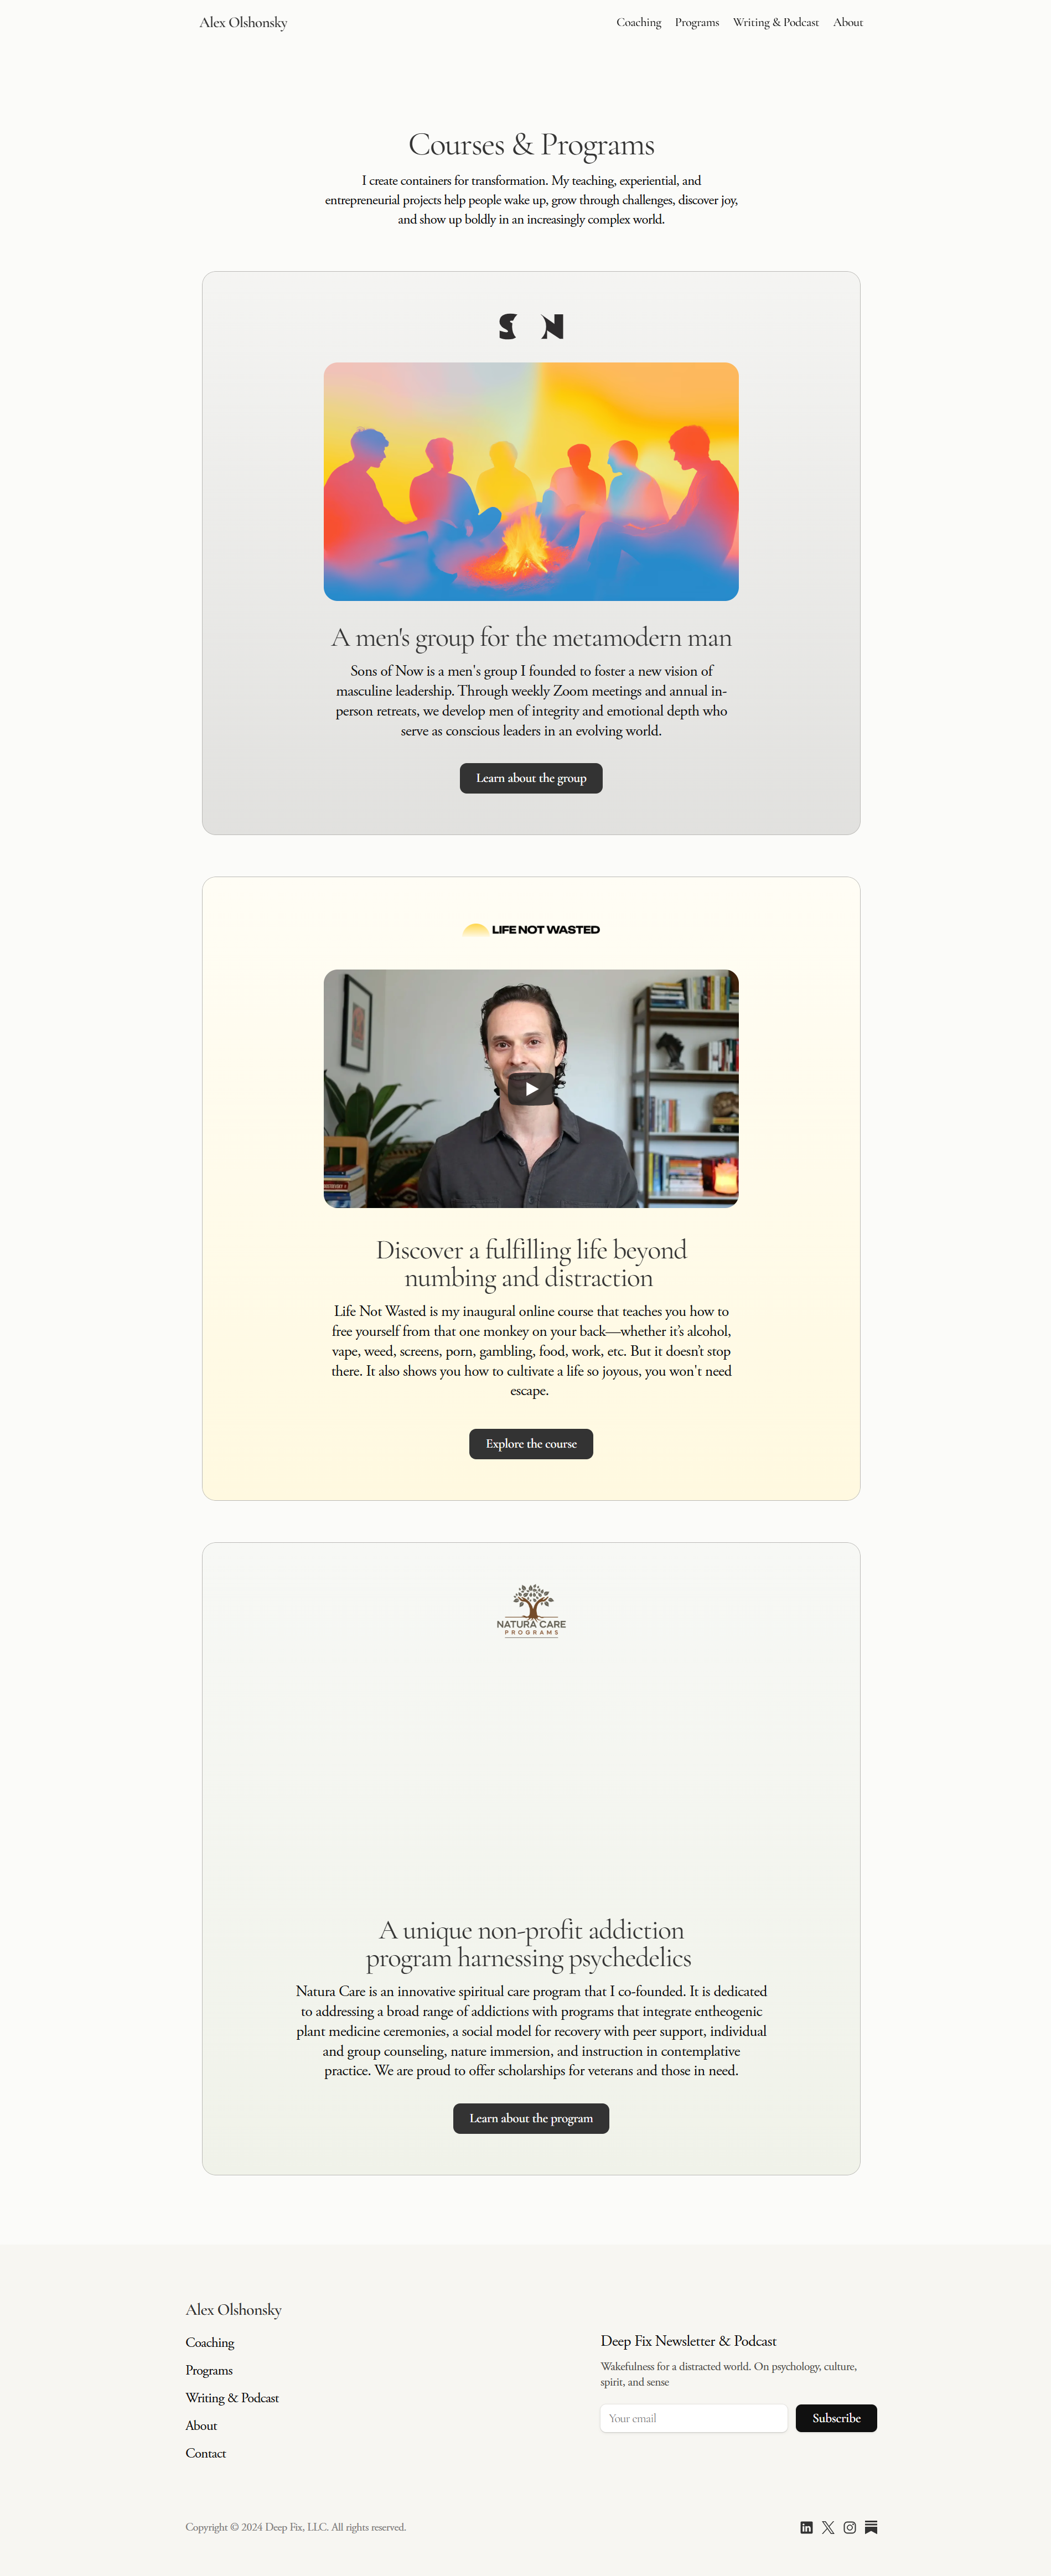 Alex Olshonsky
Coaching Programs Writing & Podcast About
Courses & Programs
I create containers for transformation. My teaching, experiential, and
entrepreneurial projects help people wake up, grow through challenges, discover joy,
and show up boldly in an increasingly complex world.
S N
A men's group for the metamodern man
Sons of Now is a men's group I founded to foster a new vision of
masculine leadership. Through weekly Zoom meetings and annual in-
person retreats, we develop men of integrity and emotional depth who
serve as conscious leaders in an evolving world.
Learn about the group
LIFE NOT WASTED
Discover a fulfilling life beyond
numbing and distraction
Life Not Wasted is my inaugural online course that teaches you how to
free yourself from that one monkey on your back—whether it’s alcohol,
vape, weed, screens, porn, gambling, food, work, etc. But it doesn’t stop
there. It also shows you how to cultivate a life so joyous, you won't need
escape.
Explore the course
NATURA CARE
PROGRAMS
A unique non-profit addiction
program harnessing psychedelics
Natura Care is an innovative spiritual care program that I co-founded. It is dedicated
to addressing a broad range of addictions with programs that integrate entheogenic
plant medicine ceremonies, a social model for recovery with peer support, individual
and group counseling, nature immersion, and instruction in contemplative
practice. We are proud to offer scholarships for veterans and those in need.
Learn about the program
Alex Olshonsky
Coaching
Programs
Writing & Podcast
About
Contact
Deep Fix Newsletter & Podcast
Wakefulness for a distracted world. On psychology, culture,
spirit, and sense
Your email
Subscribe
Copyright © 2024 Deep Fix, LLC. All rights reserved.